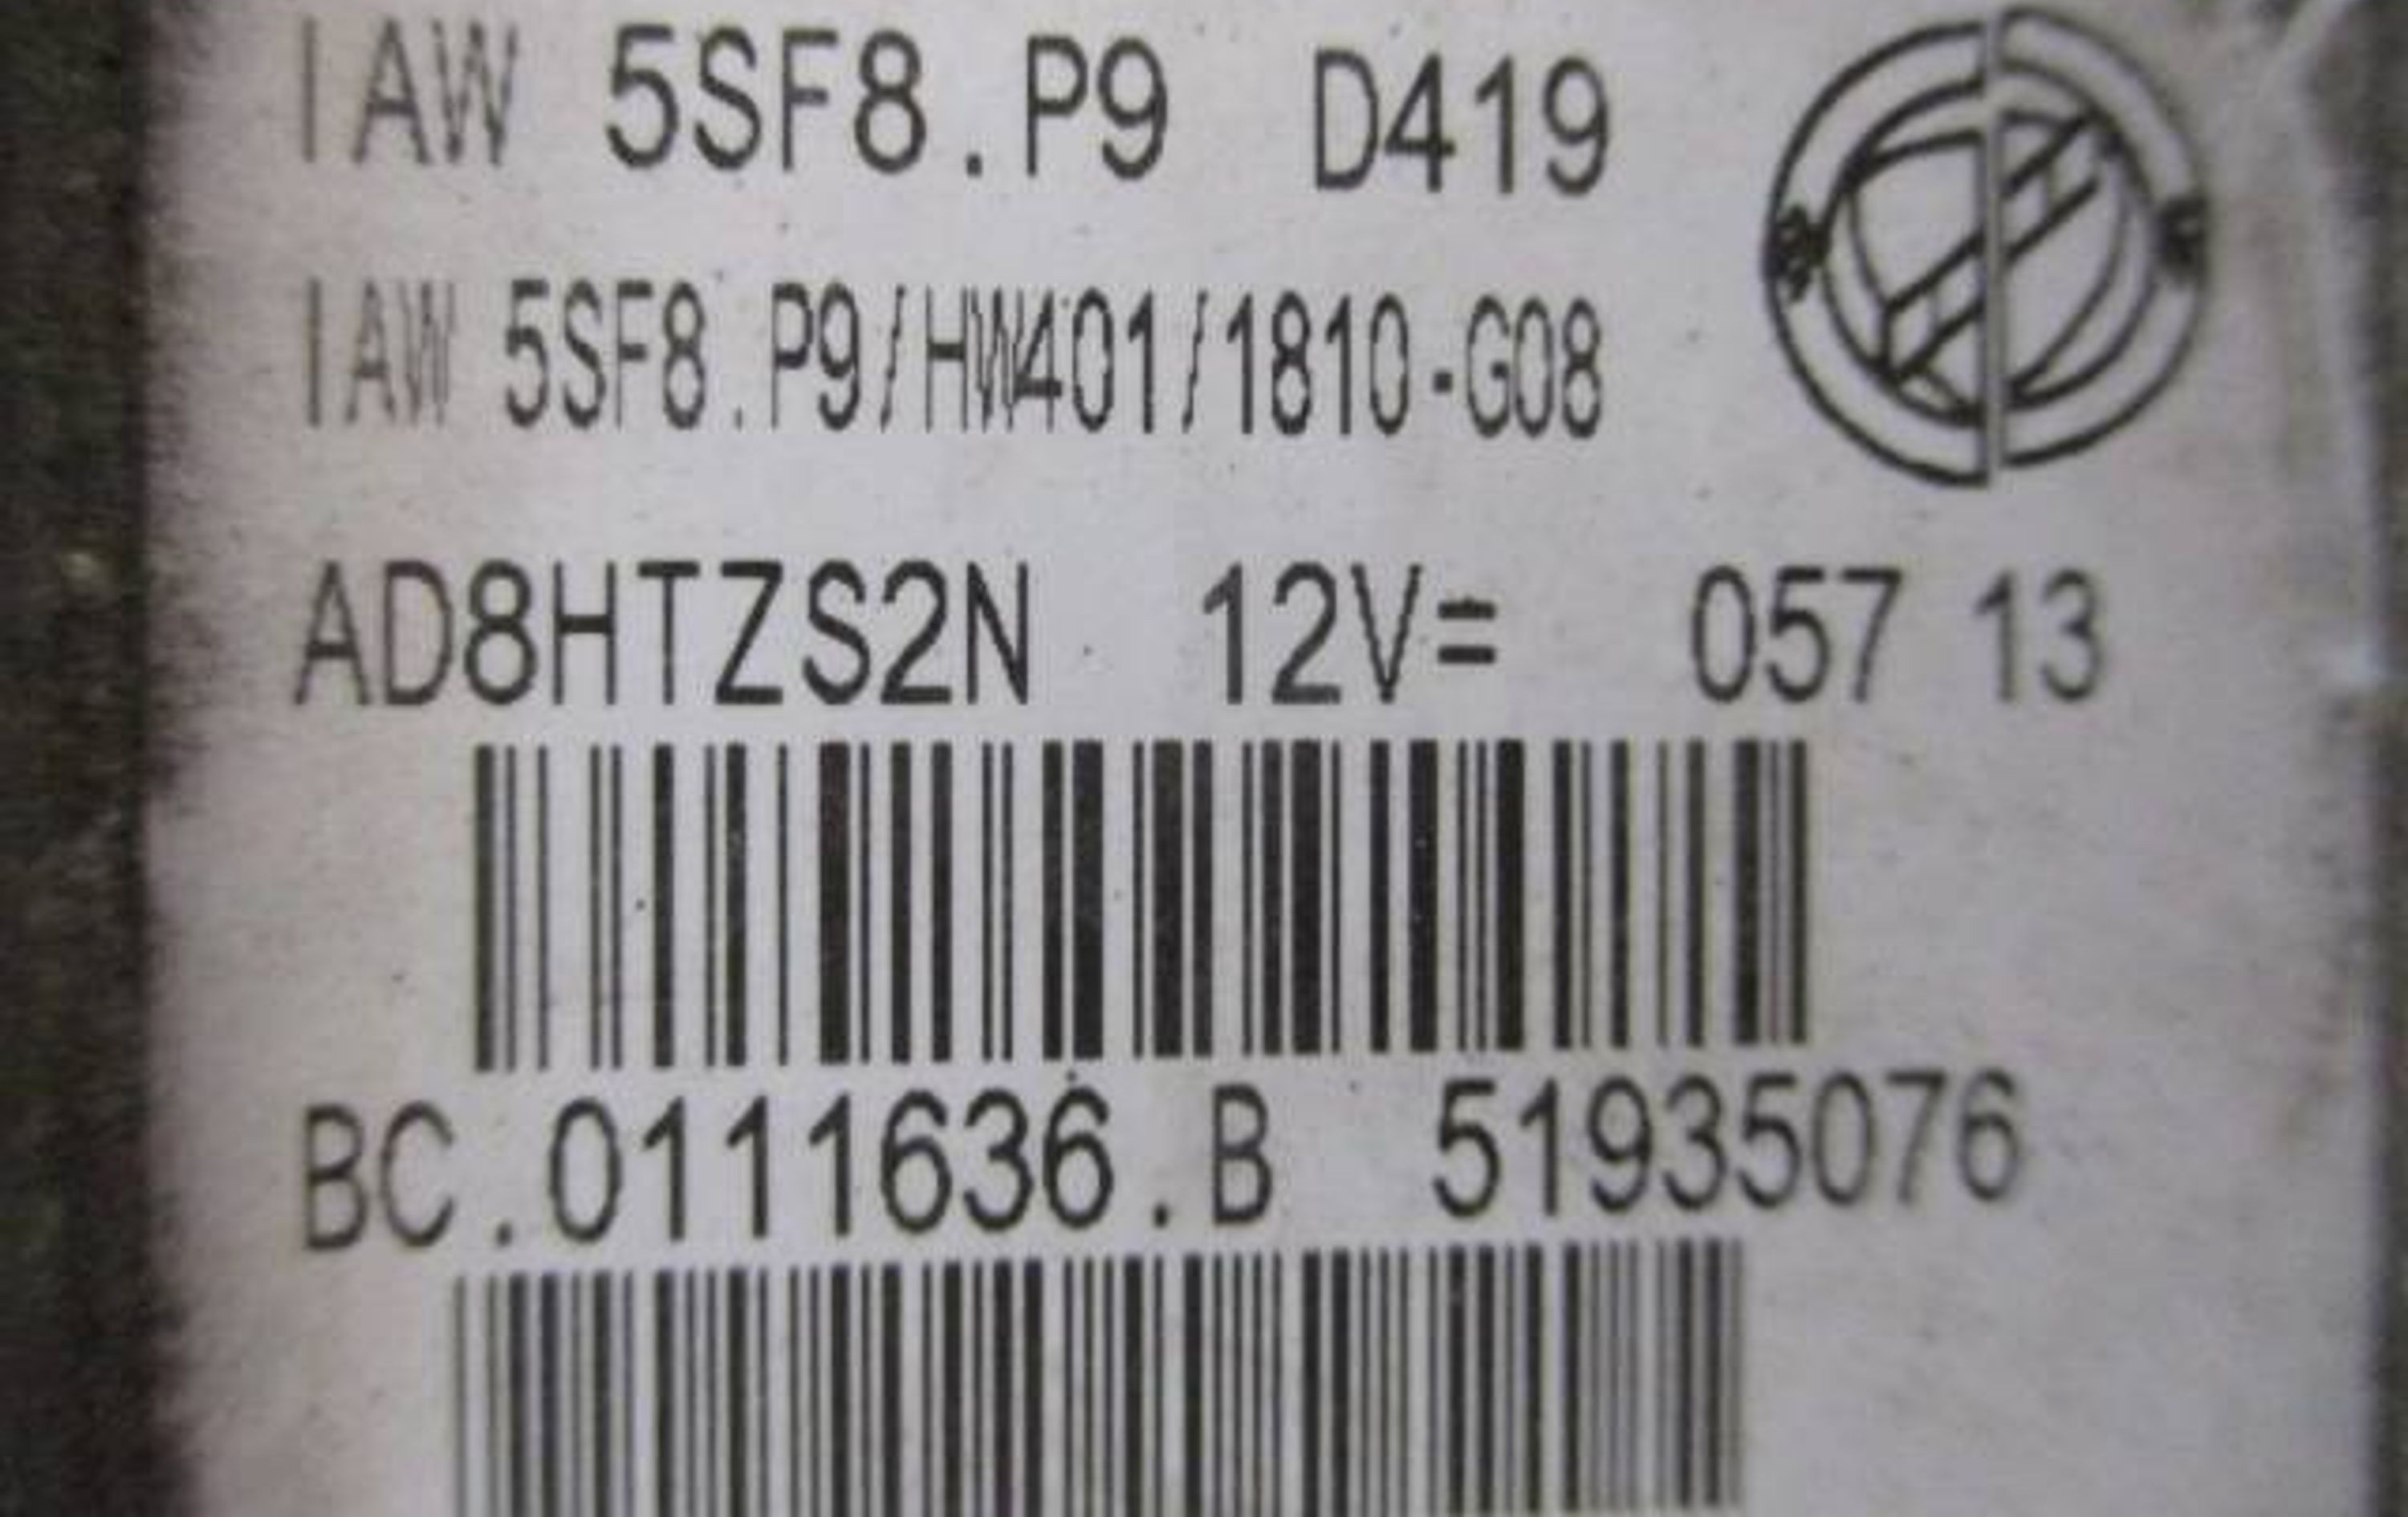 IAW 5SF8.P9 D419
IAW 5SF8.P9/HW401/1810-G08
AD8HTZS2N 12V= 057 13
BC.0111636.B 51935076